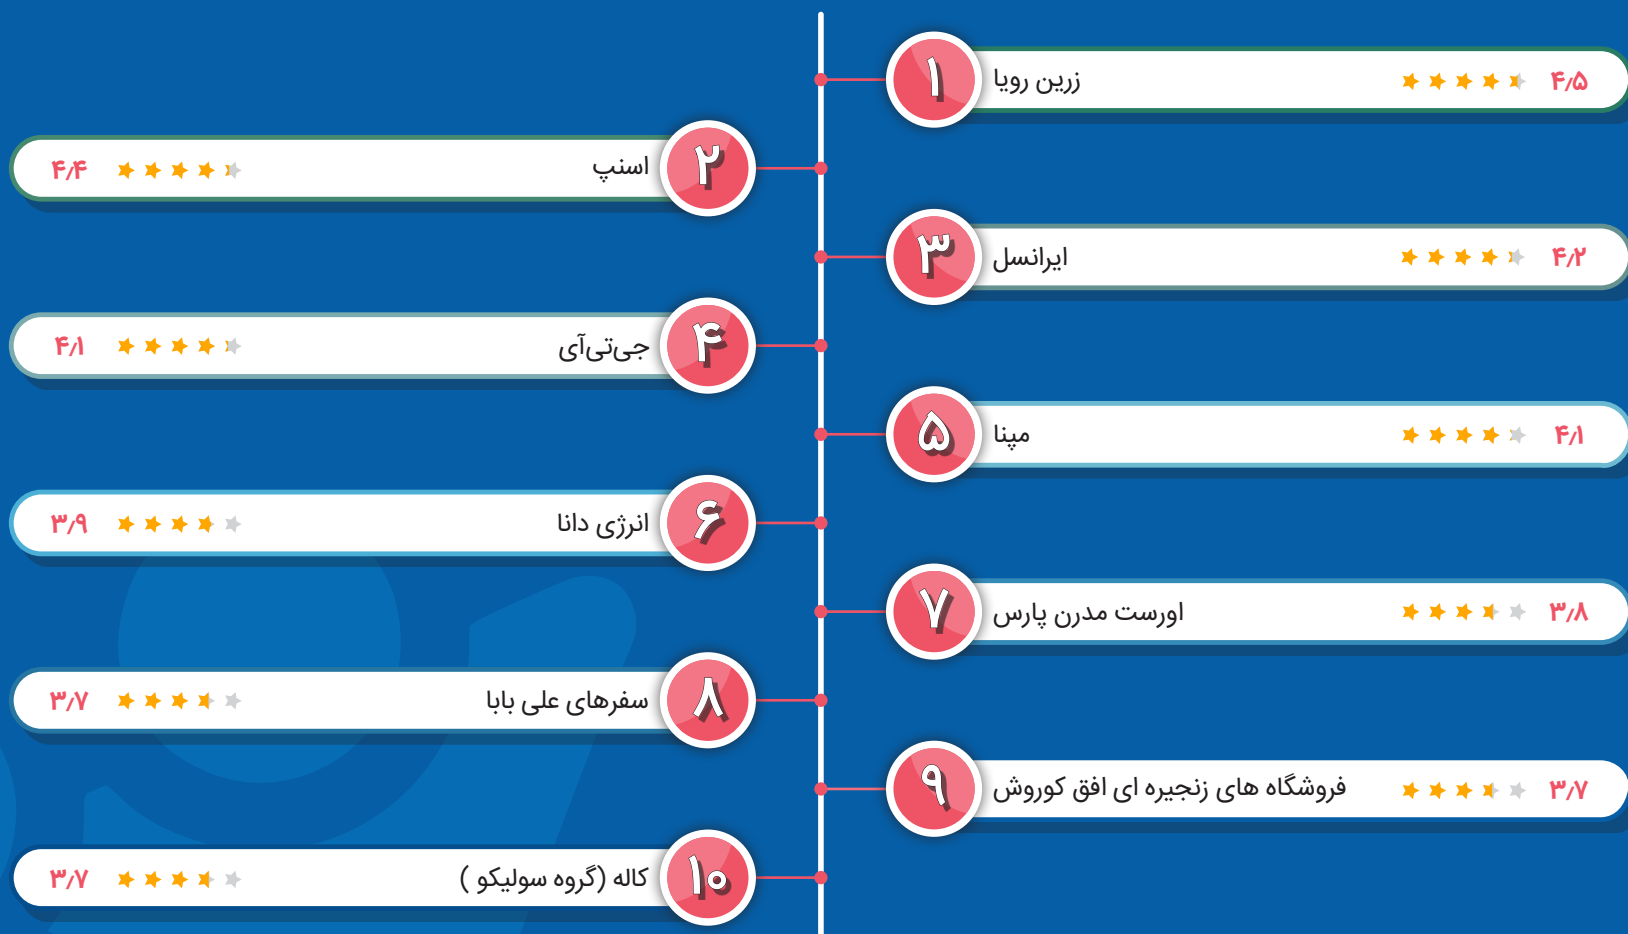 ۱ زرین رویا ۴٫۵
۲ اسنپ ۴٫۴
۳ ایرانسل ۴٫۲
۴ جی‌تی‌آی ۴٫۱
۵ مپنا ۴٫۱
۶ انرژی دانا ۳٫۹
۷ اورست مدرن پارس ۳٫۸
۸ سفرهای علی بابا ۳٫۷
۹ فروشگاه های زنجیره ای افق کوروش ۳٫۷
۱۰ کاله (گروه سولیکو ) ۳٫۷